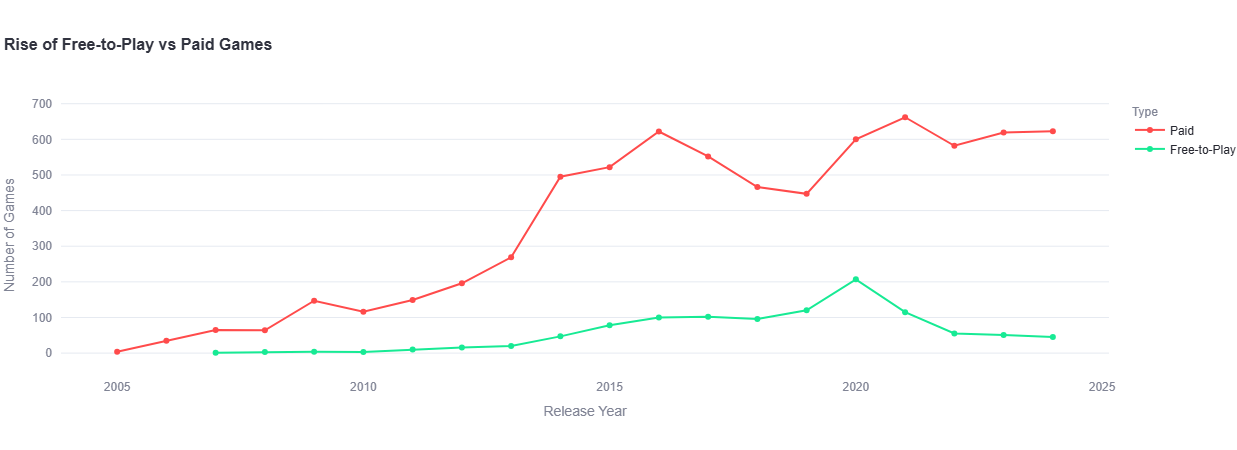 Rise of Free-to-Play vs Paid Games
Number of Games
700
600
500
400
300
200
100
0
2005
2010
2015
2020
2025
Release Year
Type
Paid
Free-to-Play